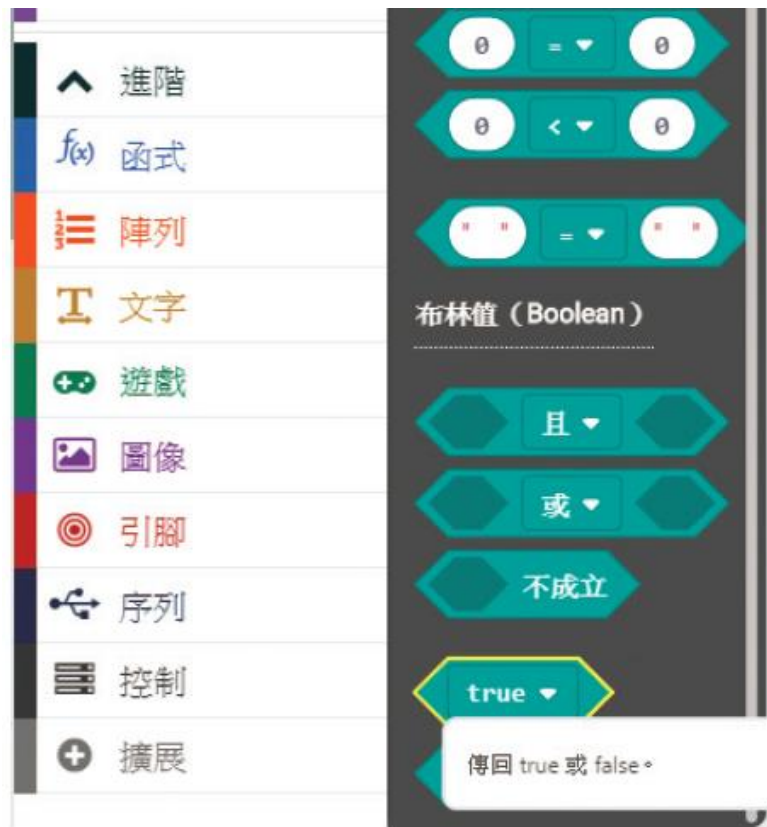 進階
f(x) 函式
陣列
文字
遊戲
圖像
引腳
序列
控制
擴展
0 = 0
0 < 0
" " = " "
布林值（Boolean）
且
或
不成立
true
傳回 true 或 false。